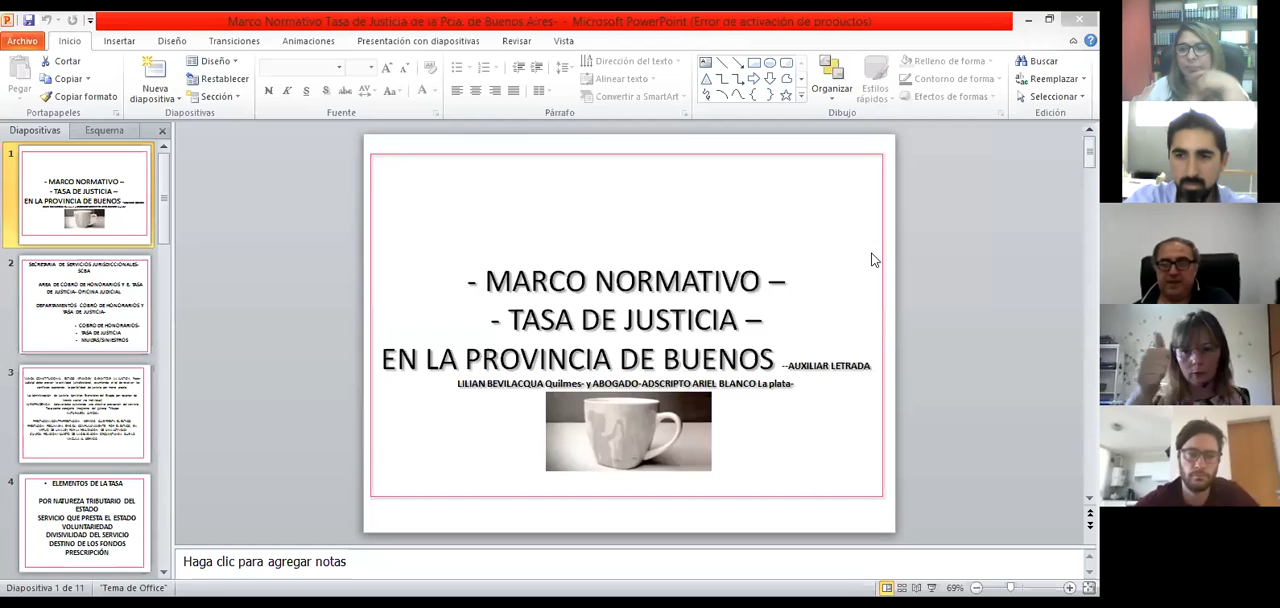 Marco Normativo Tasa de Justicia de la Pcia. de Buenos Aires- - Microsoft PowerPoint (Error de activación de productos)
Archivo Inicio Insertar Diseño Transiciones Animaciones Presentación con diapositivas Revisar Vista
Pegar
Cortar
Copiar
Copiar formato
Portapapeles
Nueva
diapositiva
Diseño
Restablecer
Sección
Diapositivas
N K S S abc AV Aa A
Fuente
Dirección del texto
Alinear texto
Convertir a SmartArt
Párrafo
Organizar
Estilos
rápidos
Relleno de forma
Contorno de forma
Efectos de formas
Dibujo
Buscar
Reemplazar
Seleccionar
Edición
Diapositivas Esquema
1
- MARCO NORMATIVO –
- TASA DE JUSTICIA –
EN LA PROVINCIA DE BUENOS
2
SECRETARIA DE SERVICIOS JURISDICCIONALES-
SCBA
AREA DE COBRO DE HONORARIOS Y E. TASA
DE JUSTICIA- OFICINA JUDICIAL
DEPARTAMENTOS COBRO DE HONORARIOS Y
TASA DE JUSTICIA-
- COBRO DE HONORARIOS-
- TASA DE JUSTICIA
- MULTAS/SINIESTROS
3
4
• ELEMENTOS DE LA TASA
POR NATUREZA TRIBUTARIO DEL
ESTADO
SERVICIO QUE PRESTA EL ESTADO
VOLUNTARIEDAD
DIVISIVILIDAD DEL SERVICIO
DESTINO DE LOS FONDOS
PRESCRIPCIÓN
- MARCO NORMATIVO –
- TASA DE JUSTICIA –
EN LA PROVINCIA DE BUENOS --AUXILIAR LETRADA
LILIAN BEVILACQUA Quilmes- y ABOGADO-ADSCRIPTO ARIEL BLANCO La plata-
Haga clic para agregar notas
Diapositiva 1 de 11 "Tema de Office" 69%